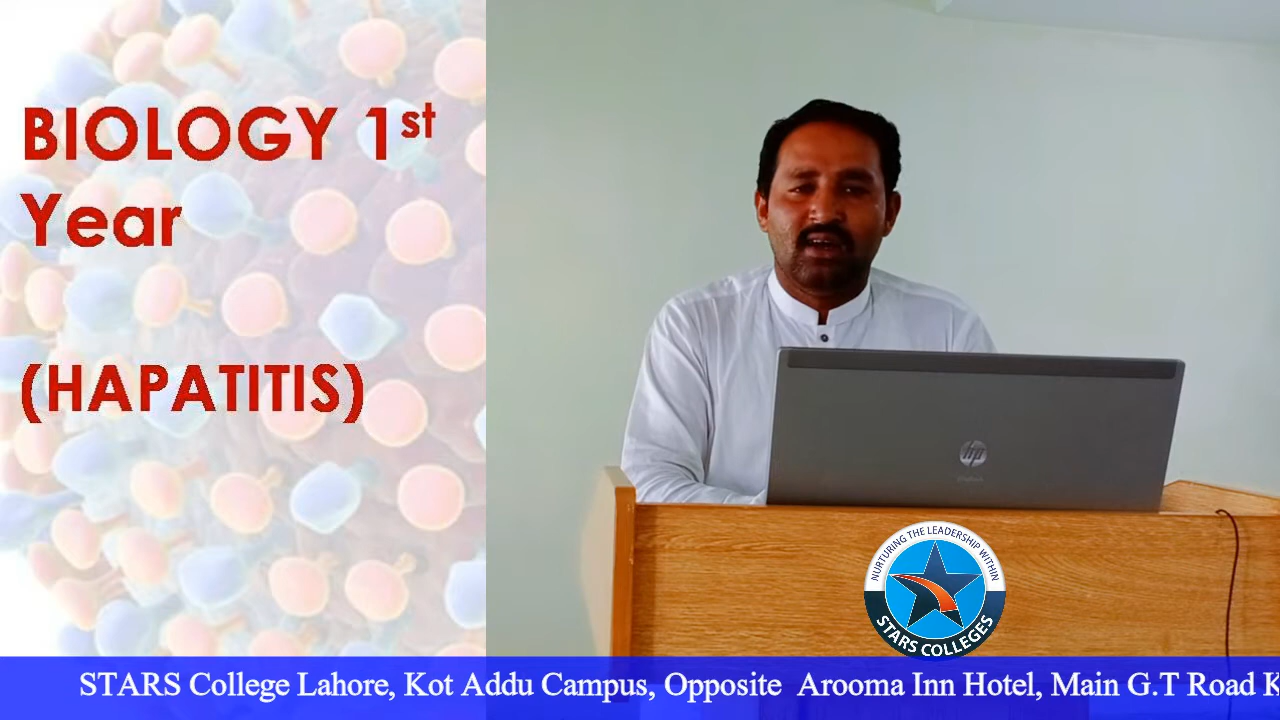 BIOLOGY 1st
Year
(HAPATITIS)
hp
NURTURING THE LEADERSHIP WITHIN
STARS COLLEGES
STARS College Lahore, Kot Addu Campus, Opposite Arooma Inn Hotel, Main G.T Road K